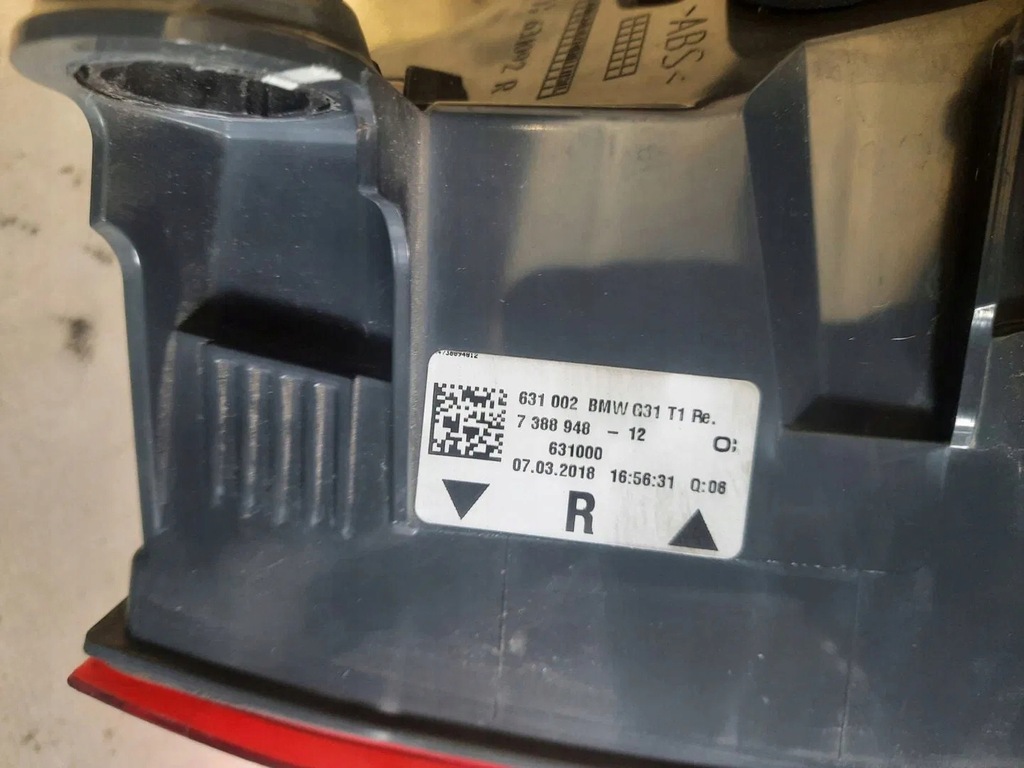 >ABS<
631 002 BMW G31 T1 Re.
7 388 948 - 12
631000
07.03.2018 16:56:31 Q:06
R